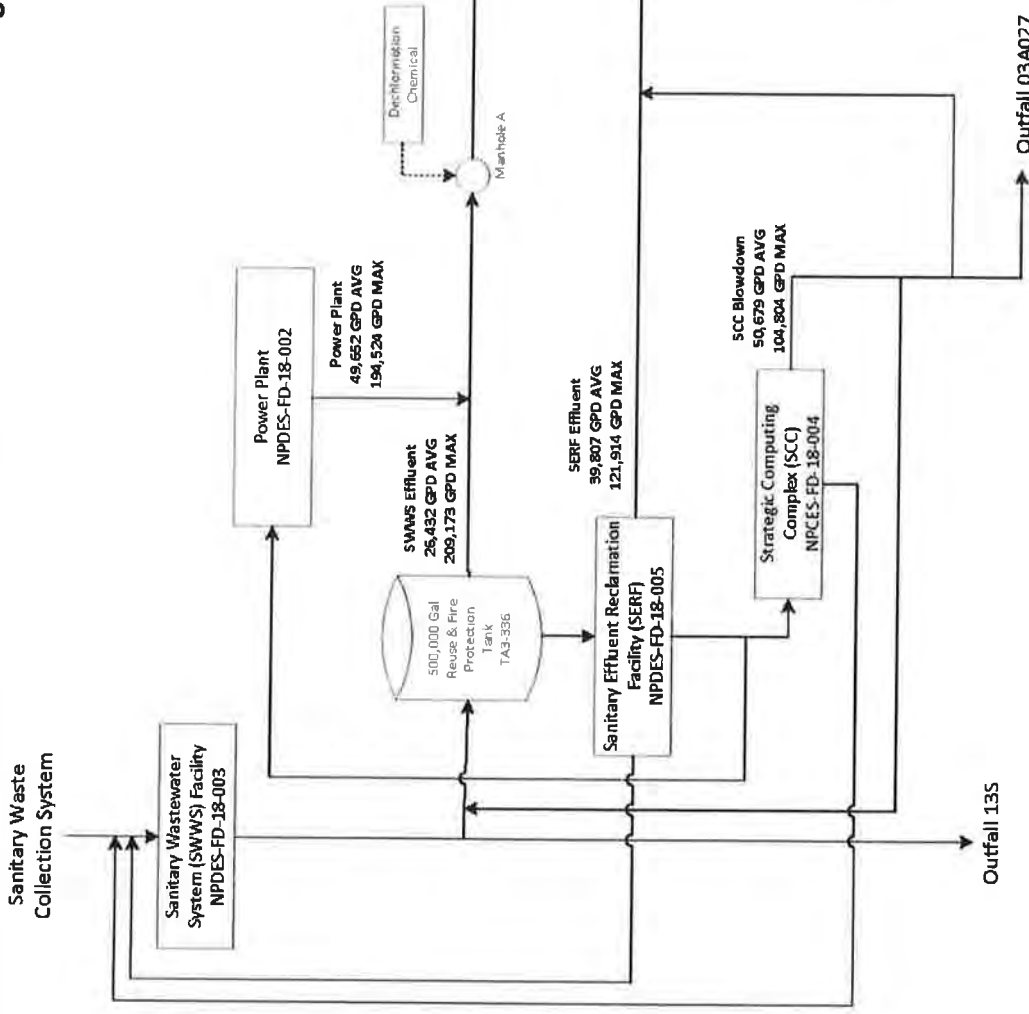 Sanitary Waste
Collection System
Sanitary Wastewater
System (SWWS) Facility
NPDES-FD-18-003
Power Plant
NPDES-FD-18-002
Dechlorination
Chemical
Manhole A
Power Plant
49,652 GPD AVG
194,524 GPD MAX
SWWS Effluent
26,432 GPD AVG
209,173 GPD MAX
500,000 Gal
Reuse & Fire
Protection
Tank
TA3-336
SERF Effluent
39,807 GPD AVG
121,914 GPD MAX
Sanitary Effluent Reclamation
Facility (SERF)
NPDES-FD-18-005
SCC Blowdown
50,679 GPD AVG
104,804 GPD MAX
Strategic Computing
Complex (SCC)
NPCES-FD-18-004
Outfall 13S
Outfall 03A027